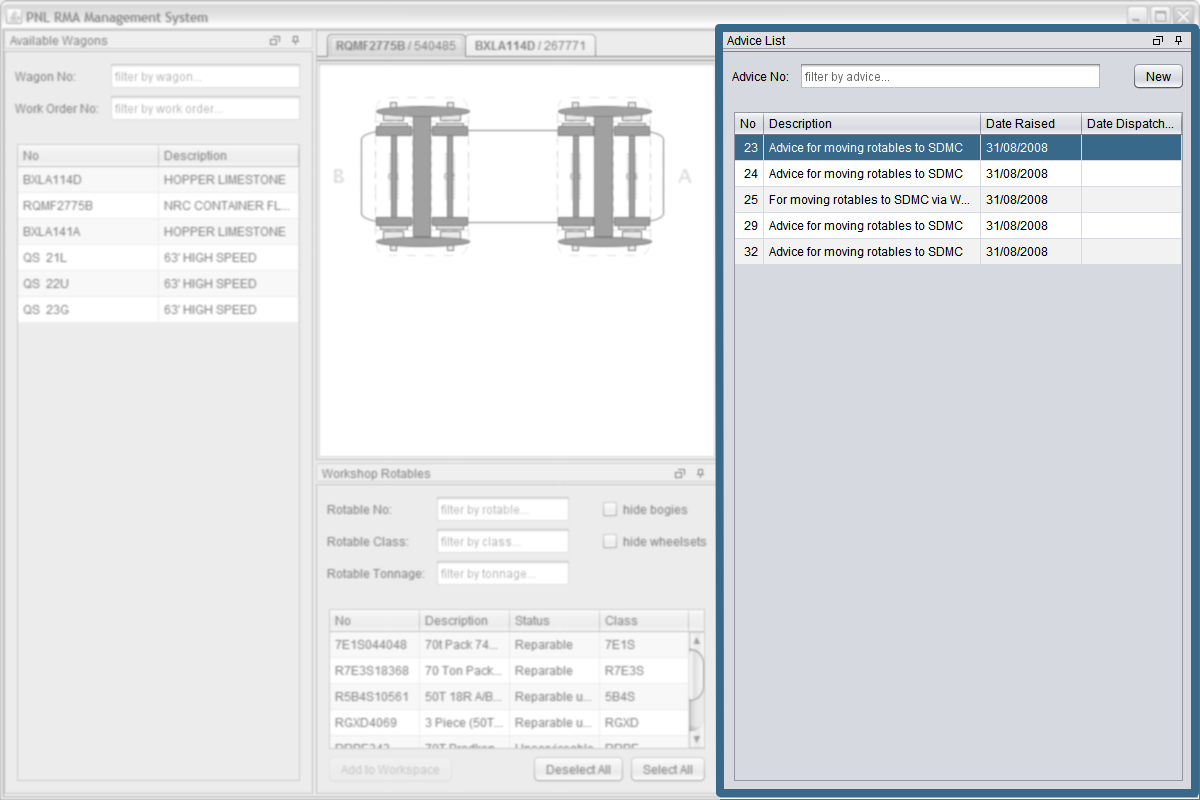 PNL RMA Management System
Available Wagons
Wagon No: filter by wagon...
Work Order No: filter by work order...
No Description
BXLA114D HOPPER LIMESTONE
RQMF2775B NRC CONTAINER FL...
BXLA141A HOPPER LIMESTONE
QS 21L 63' HIGH SPEED
QS 22U 63' HIGH SPEED
QS 23G 63' HIGH SPEED
RQMF2775B / 540485 BXLA114D / 267771
B A
Workshop Rotables
Rotable No: filter by rotable... hide bogies
Rotable Class: filter by class... hide wheelsets
Rotable Tonnage: filter by tonnage...
No Description Status Class
7E1S044048 70t Pack 74... Reparable 7E1S
R7E3S18368 70 Ton Pack... Reparable R7E3S
R5B4S10561 50T 18R A/B... Reparable u... 5B4S
RGXD4069 3 Piece (50T... Reparable u... RGXD
Add to Workspace Deselect All Select All
Advice List
Advice No: filter by advice... New
No Description Date Raised Date Dispatch...
23 Advice for moving rotables to SDMC 31/08/2008
24 Advice for moving rotables to SDMC 31/08/2008
25 For moving rotables to SDMC via W... 31/08/2008
29 Advice for moving rotables to SDMC 31/08/2008
32 Advice for moving rotables to SDMC 31/08/2008